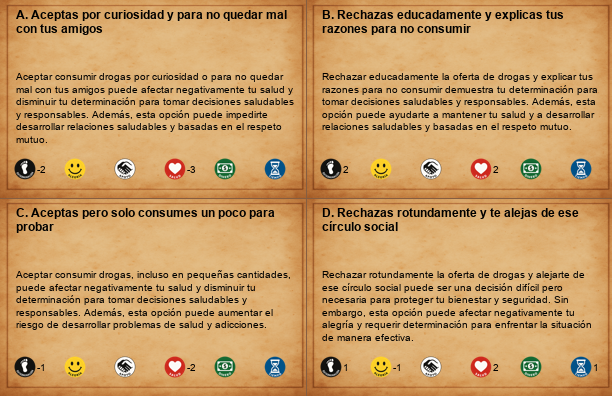 A. Aceptas por curiosidad y para no quedar mal
con tus amigos
Aceptar consumir drogas por curiosidad o para no quedar
mal con tus amigos puede afectar negativamente tu salud y
disminuir tu determinación para tomar decisiones saludables
y responsables. Además, esta opción puede impedirte
desarrollar relaciones saludables y basadas en el respeto
mutuo.
-2 -3
B. Rechazas educadamente y explicas tus
razones para no consumir
Rechazar educadamente la oferta de drogas y explicar tus
razones para no consumir demuestra tu determinación para
tomar decisiones saludables y responsables. Además, esta
opción puede ayudarte a mantener tu salud y a desarrollar
relaciones saludables y basadas en el respeto mutuo.
2 2
C. Aceptas pero solo consumes un poco para
probar
Aceptar consumir drogas, incluso en pequeñas cantidades,
puede afectar negativamente tu salud y disminuir tu
determinación para tomar decisiones saludables y
responsables. Además, esta opción puede aumentar el
riesgo de desarrollar problemas de salud y adicciones.
-1 -2
D. Rechazas rotundamente y te alejas de ese
círculo social
Rechazar rotundamente la oferta de drogas y alejarte de
ese círculo social puede ser una decisión difícil pero
necesaria para proteger tu bienestar y seguridad. Sin
embargo, esta opción puede afectar negativamente tu
alegría y requerir determinación para enfrentar la situación
de manera efectiva.
1 -1 2 1